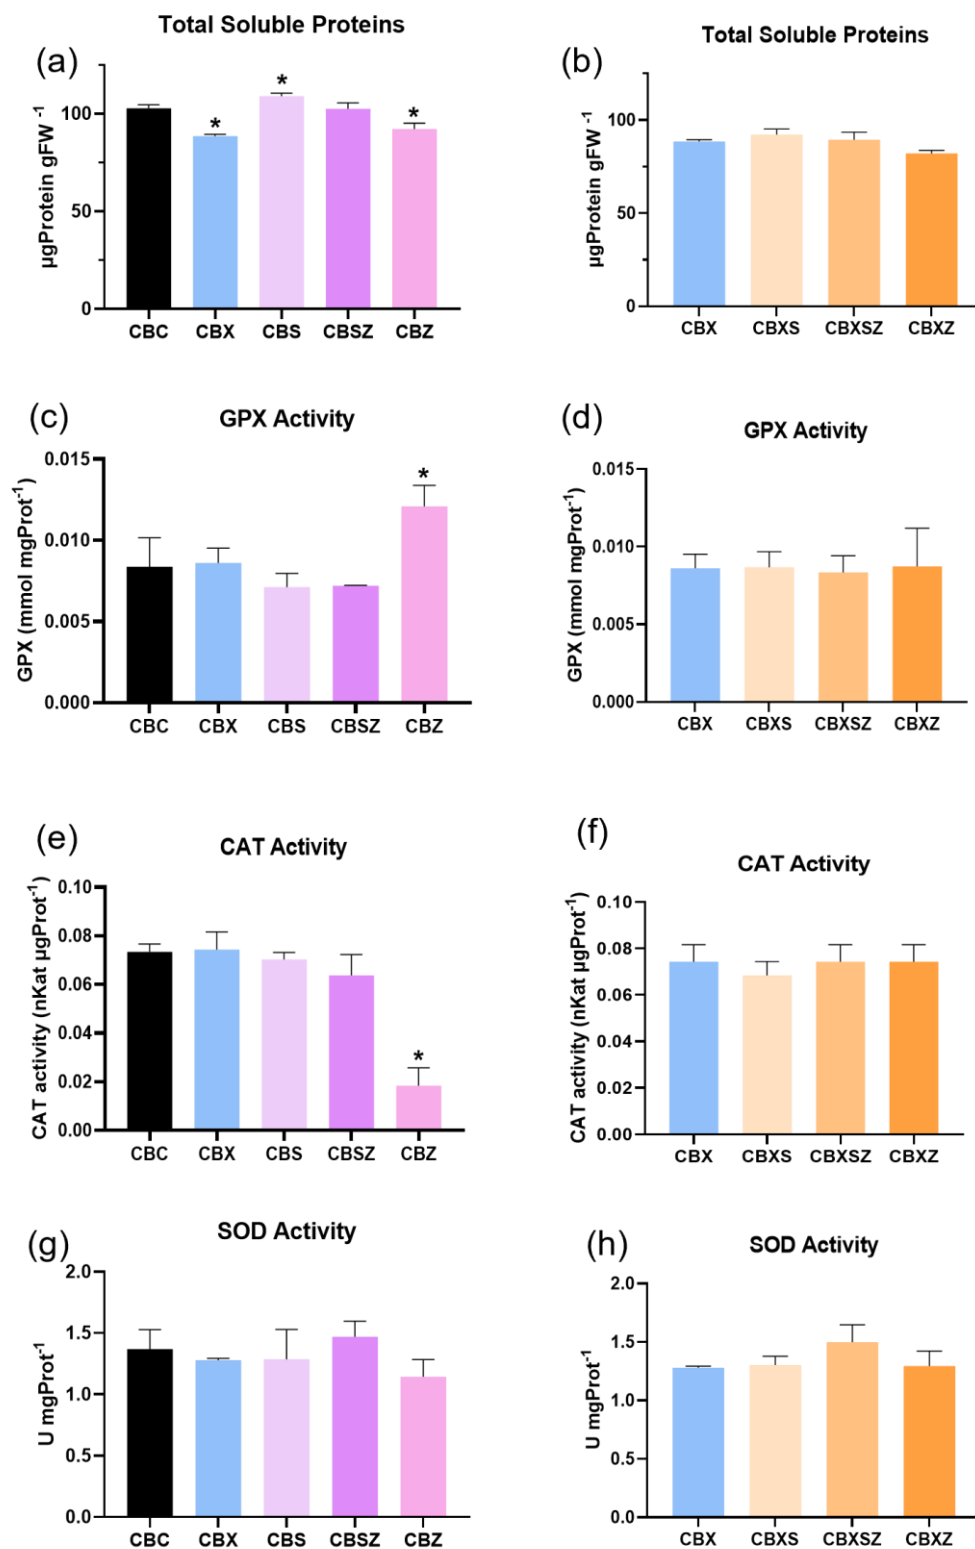 Total Soluble Proteins
(a)
µgProtein gFW -1
100
50
0
*
*
*
CBC CBX CBS CBSZ CBZ
Total Soluble Proteins
(b)
µgProtein gFW -1
100
50
0
CBX CBXS CBXSZ CBXZ
(c)
GPX Activity
GPX (mmol mgProt-1)
0.015
0.010
0.005
0.000
*
CBC CBX CBS CBSZ CBZ
(d)
GPX Activity
GPX (mmol mgProt-1)
0.015
0.010
0.005
0.000
CBX CBXS CBXSZ CBXZ
(e)
CAT Activity
CAT activity (nKat µgProt-1)
0.10
0.08
0.06
0.04
0.02
0.00
*
CBC CBX CBS CBSZ CBZ
(f)
CAT Activity
CAT activity (nKat µgProt-1)
0.10
0.08
0.06
0.04
0.02
0.00
CBX CBXS CBXSZ CBXZ
(g)
SOD Activity
U mgProt-1
2.0
1.5
1.0
0.5
0.0
CBC CBX CBS CBSZ CBZ
(h)
SOD Activity
U mgProt-1
2.0
1.5
1.0
0.5
0.0
CBX CBXS CBXSZ CBXZ